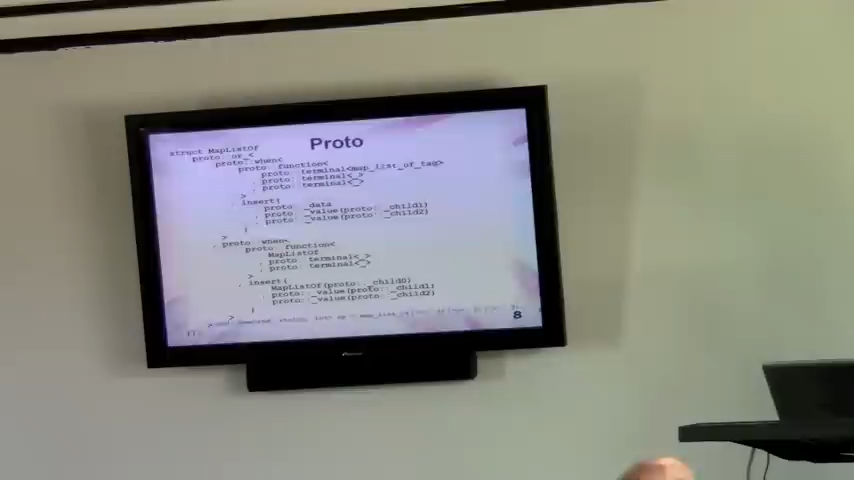 Proto
struct MapListOf
proto::or_<
proto::when<
proto::function<
proto::terminal<map_list_of_tag>
, proto::terminal<_>
, proto::terminal<_>
>
insert(
proto::_data
, proto::_value(proto::_child1)
, proto::_value(proto::_child2)
)
>
, proto::when<
proto::function<
MapListOf
, proto::terminal<_>
, proto::terminal<_>
>
, insert(
MapListOf(proto::_child0)
, proto::_value(proto::_child1)
, proto::_value(proto::_child2)
)
>
8